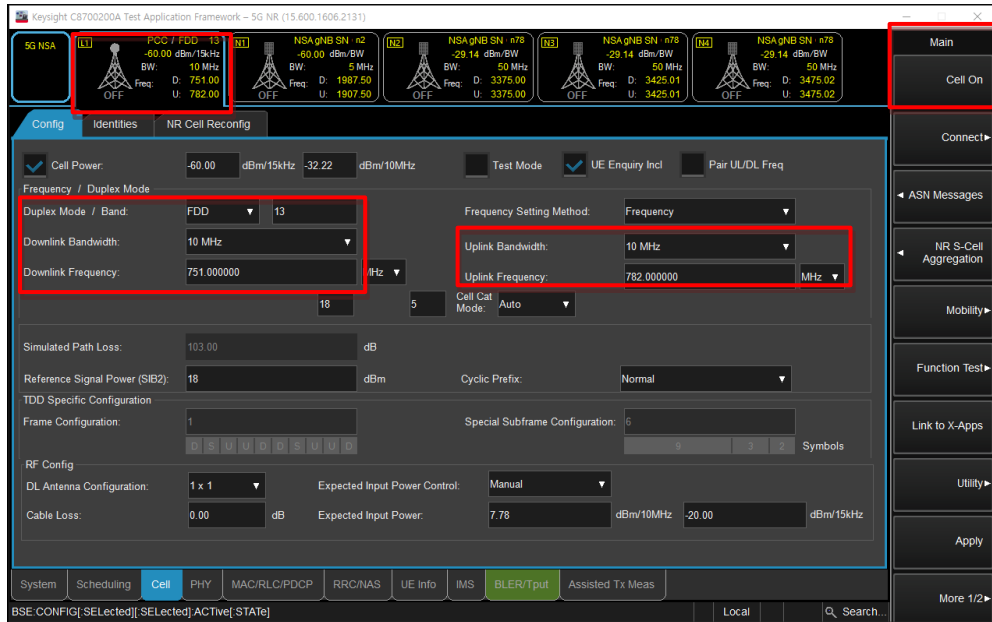 Keysight C8700200A Test Application Framework – 5G NR (15.600.1606.2131)
5G NSA
L1 PCC / FDD 13
-60.00 dBm/15kHz
BW: 10 MHz
Freq: D: 751.00
U: 782.00
OFF
N1 NSA gNB SN · n2
-60.00 dBm/BW
BW: 5 MHz
Freq: D: 1987.50
U: 1907.50
OFF
N2 NSA gNB SN · n78
-29.14 dBm/BW
BW: 50 MHz
Freq: D: 3375.00
U: 3375.00
OFF
N3 NSA gNB SN · n78
-29.14 dBm/BW
BW: 50 MHz
Freq: D: 3425.01
U: 3425.01
OFF
N4 NSA gNB SN · n78
-29.14 dBm/BW
BW: 50 MHz
Freq: D: 3475.02
U: 3475.02
OFF
Main
Cell On
Config Identities NR Cell Reconfig
Cell Power: -60.00 dBm/15kHz -32.22 dBm/10MHz Test Mode UE Enquiry Incl Pair UL/DL Freq
Frequency / Duplex Mode
Duplex Mode / Band: FDD 13 Frequency Setting Method: Frequency
Downlink Bandwidth: 10 MHz Uplink Bandwidth: 10 MHz
Downlink Frequency: 751.000000 MHz Uplink Frequency: 782.000000 MHz
18 5 Cell Cat Mode: Auto
Simulated Path Loss: 103.00 dB
Reference Signal Power (SIB2): 18 dBm Cyclic Prefix: Normal
TDD Specific Configuration
Frame Configuration: 1 Special Subframe Configuration: 6
D S U U D D S U U D 9 3 2 Symbols
RF Config
DL Antenna Configuration: 1 x 1 Expected Input Power Control: Manual
Cable Loss: 0.00 dB Expected Input Power: 7.78 dBm/10MHz -20.00 dBm/15kHz
Connect
ASN Messages
NR S-Cell
Aggregation
Mobility
Function Test
Link to X-Apps
Utility
Apply
More 1/2
System Scheduling Cell PHY MAC/RLC/PDCP RRC/NAS UE Info IMS BLER/Tput Assisted Tx Meas
BSE:CONFIG[:SELected][:SELected]:ACTive[:STATe] Local Search...